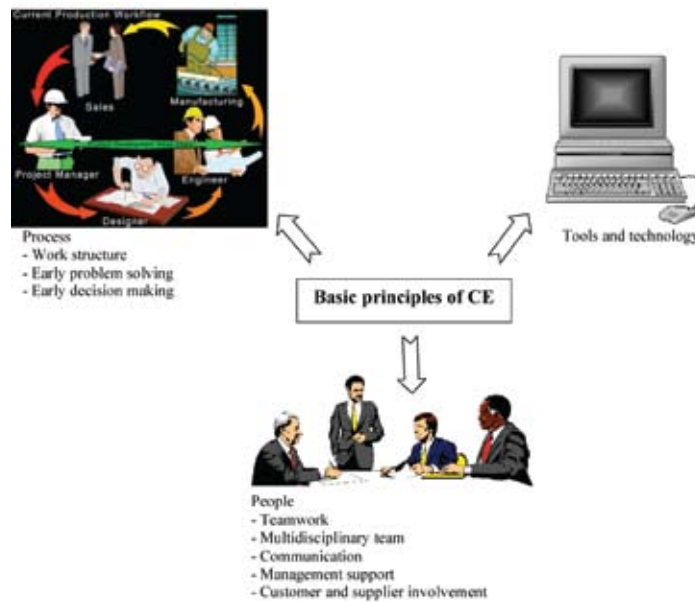 Current Production Workflow
Sales
Manufacturing
Project Manager
Engineer
Designer
Process
- Work structure
- Early problem solving
- Early decision making
Tools and technology
Basic principles of CE
People
- Teamwork
- Multidisciplinary team
- Communication
- Management support
- Customer and supplier involvement